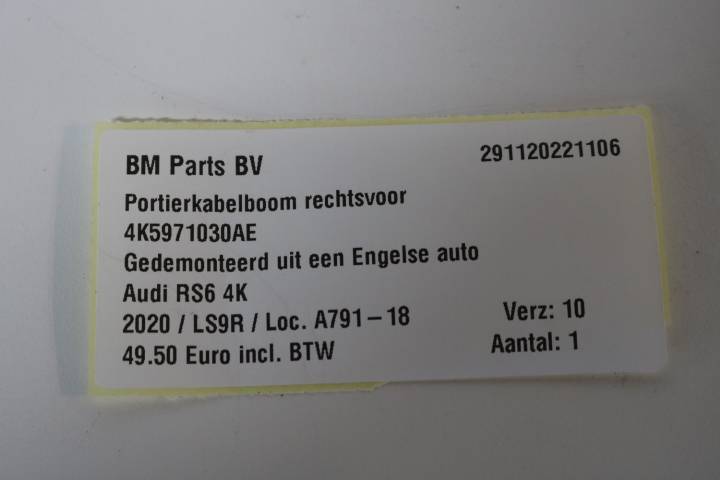 BM Parts BV 291120221106
Portierkabelboom rechtsvoor
4K5971030AE
Gedemonteerd uit een Engelse auto
Audi RS6 4K
2020 / LS9R / Loc. A791-18 Verz: 10
49.50 Euro incl. BTW Aantal: 1